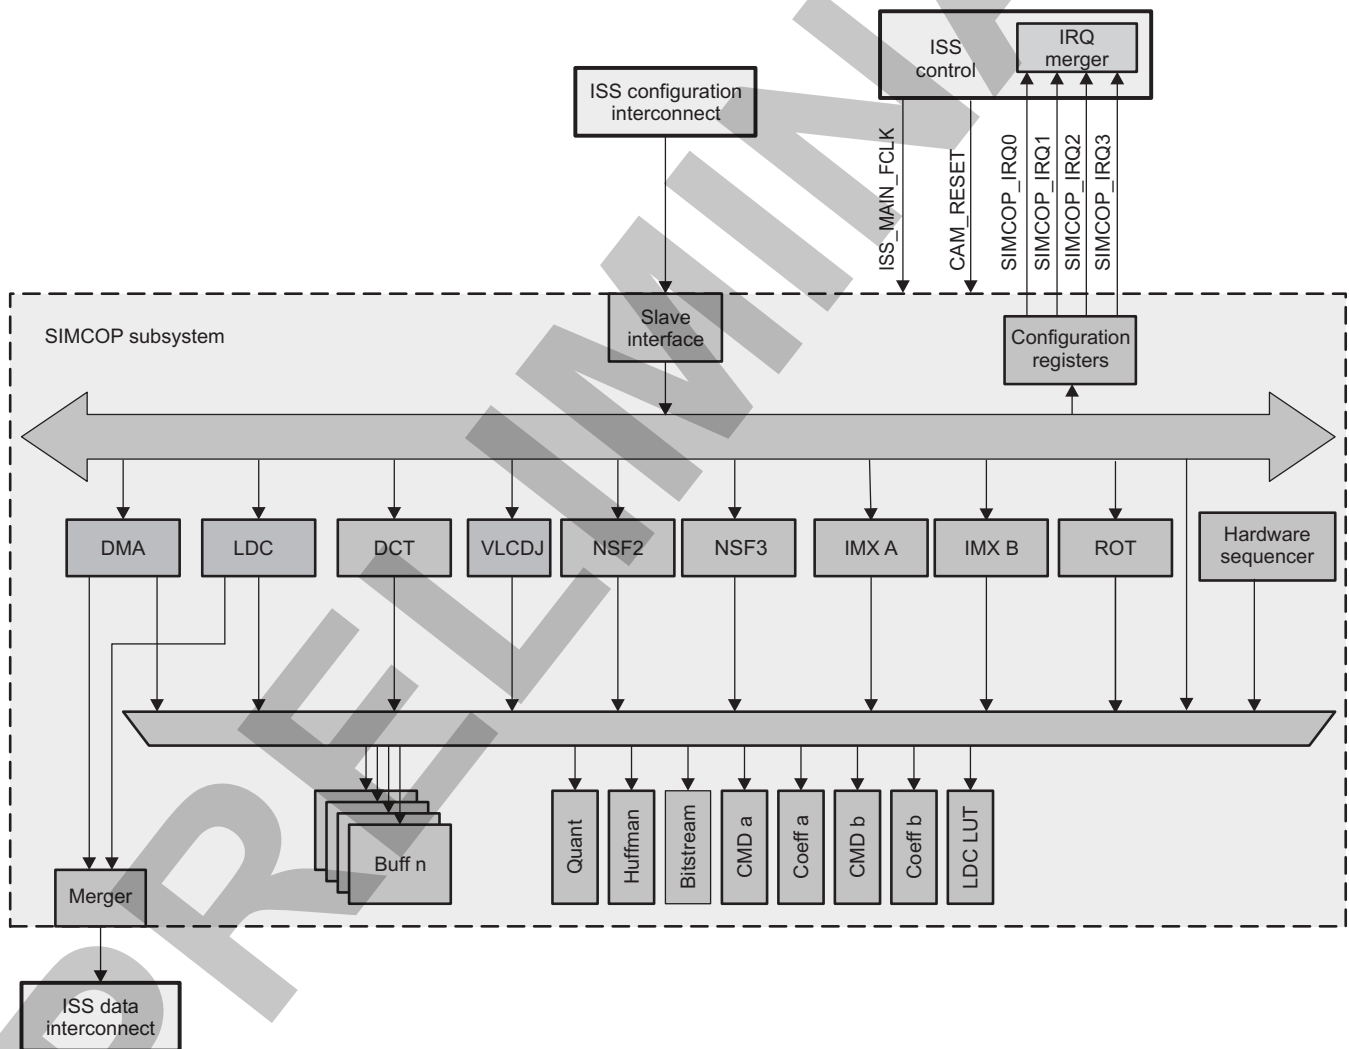 ISS
control
IRQ
merger
ISS configuration
interconnect
ISS_MAIN_FCLK
CAM_RESET
SIMCOP_IRQ0
SIMCOP_IRQ1
SIMCOP_IRQ2
SIMCOP_IRQ3
SIMCOP subsystem
Slave
interface
Configuration
registers
DMA
LDC
DCT
VLCDJ
NSF2
NSF3
IMX A
IMX B
ROT
Hardware
sequencer
Buff n
Quant
Huffman
Bitstream
CMD a
Coeff a
CMD b
Coeff b
LDC LUT
Merger
ISS data
interconnect
PRELIMINA